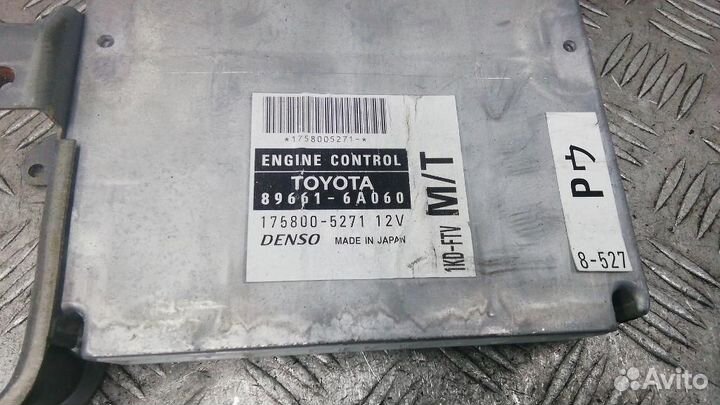 *1758005271-*
ENGINE CONTROL
TOYOTA
89661-6A060
175800-5271 12V
DENSO MADE IN JAPAN
1KD-FTV M/T
Pウ
8-527
Avito